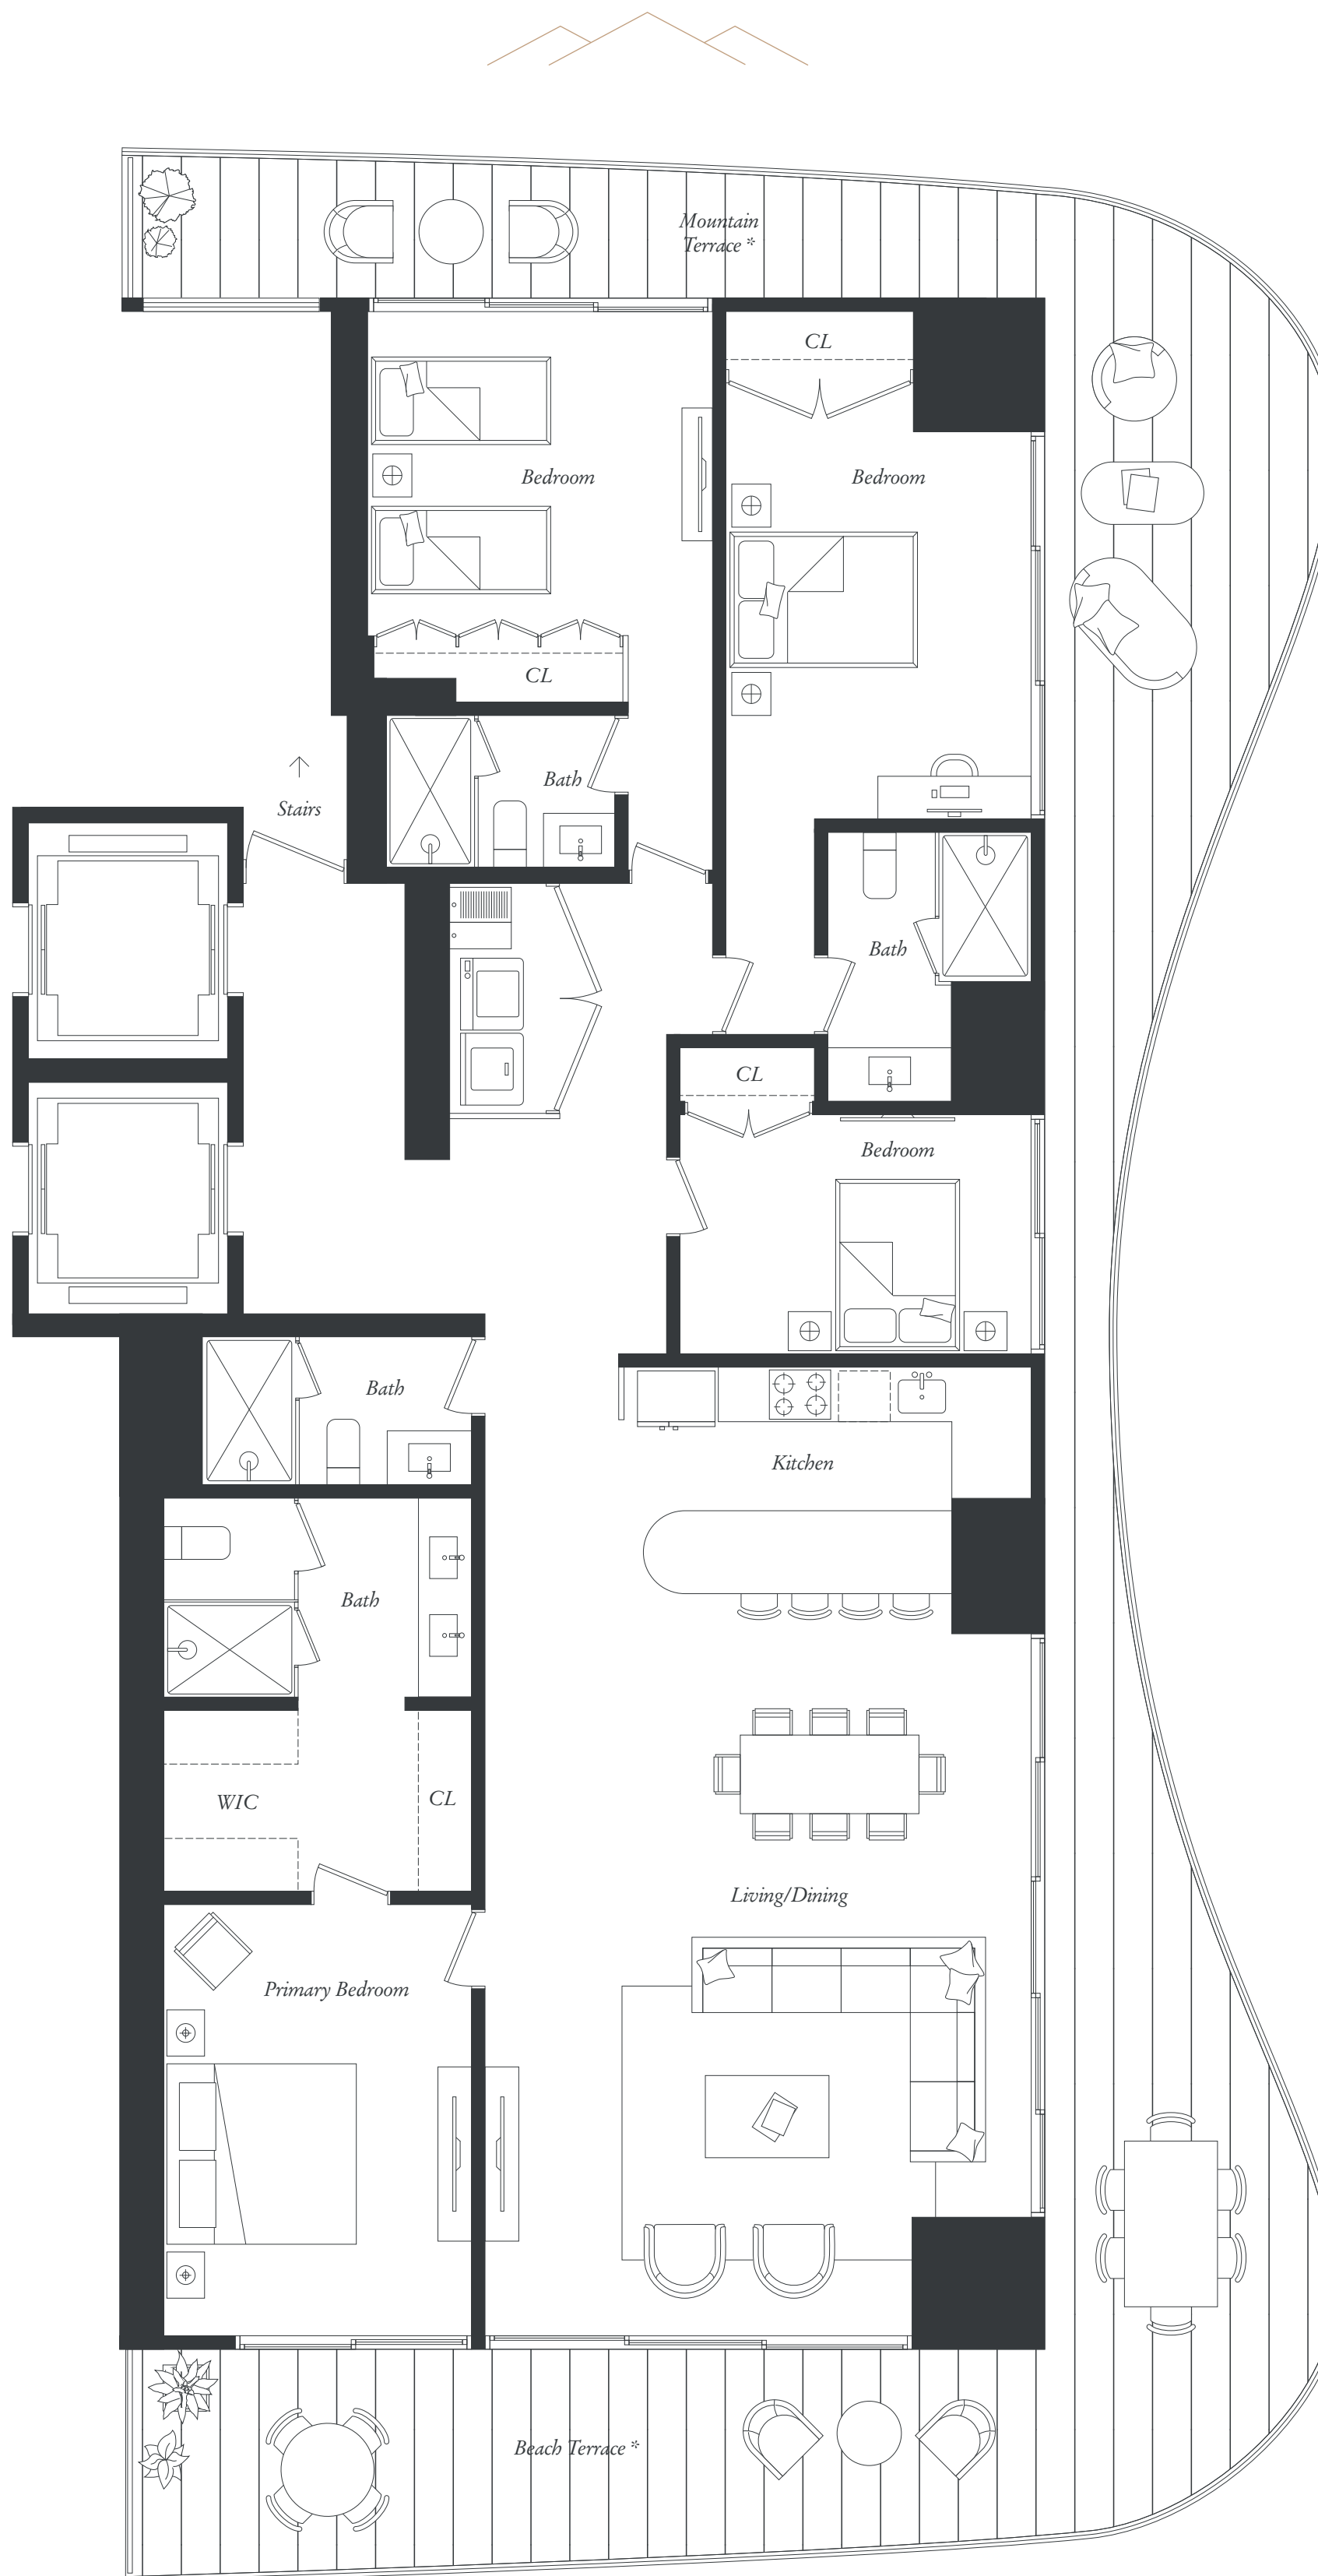 Mountain
Terrace *
CL
Bedroom
Bedroom
CL
Bath
Stairs
Bath
CL
Bedroom
Bath
Kitchen
Bath
WIC
CL
Living/Dining
Primary Bedroom
Beach Terrace *